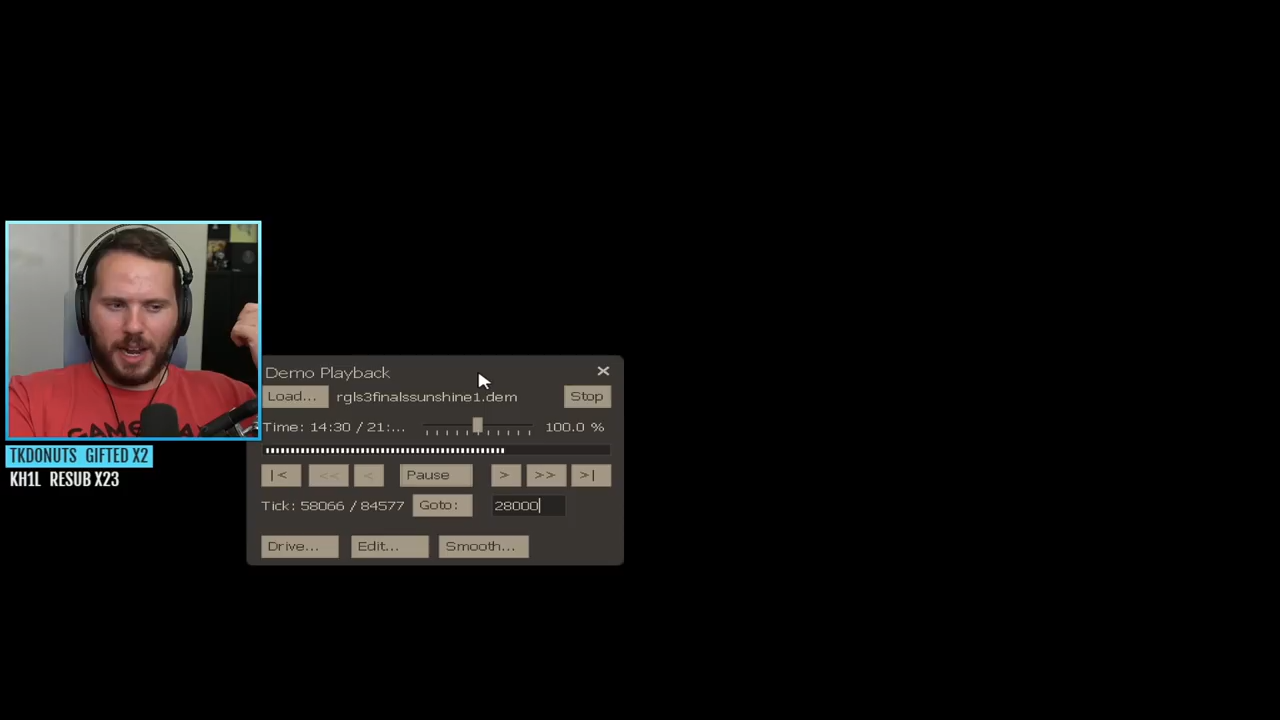 Demo Playback
Load... rgls3finalssunshine1.dem Stop
Time: 14:30 / 21:... 100.0 %
|< << < Pause > >> >|
Tick: 58066 / 84577 Goto: 28000
Drive... Edit... Smooth...
TKDONUTS GIFTED X2
KH1L RESUB X23